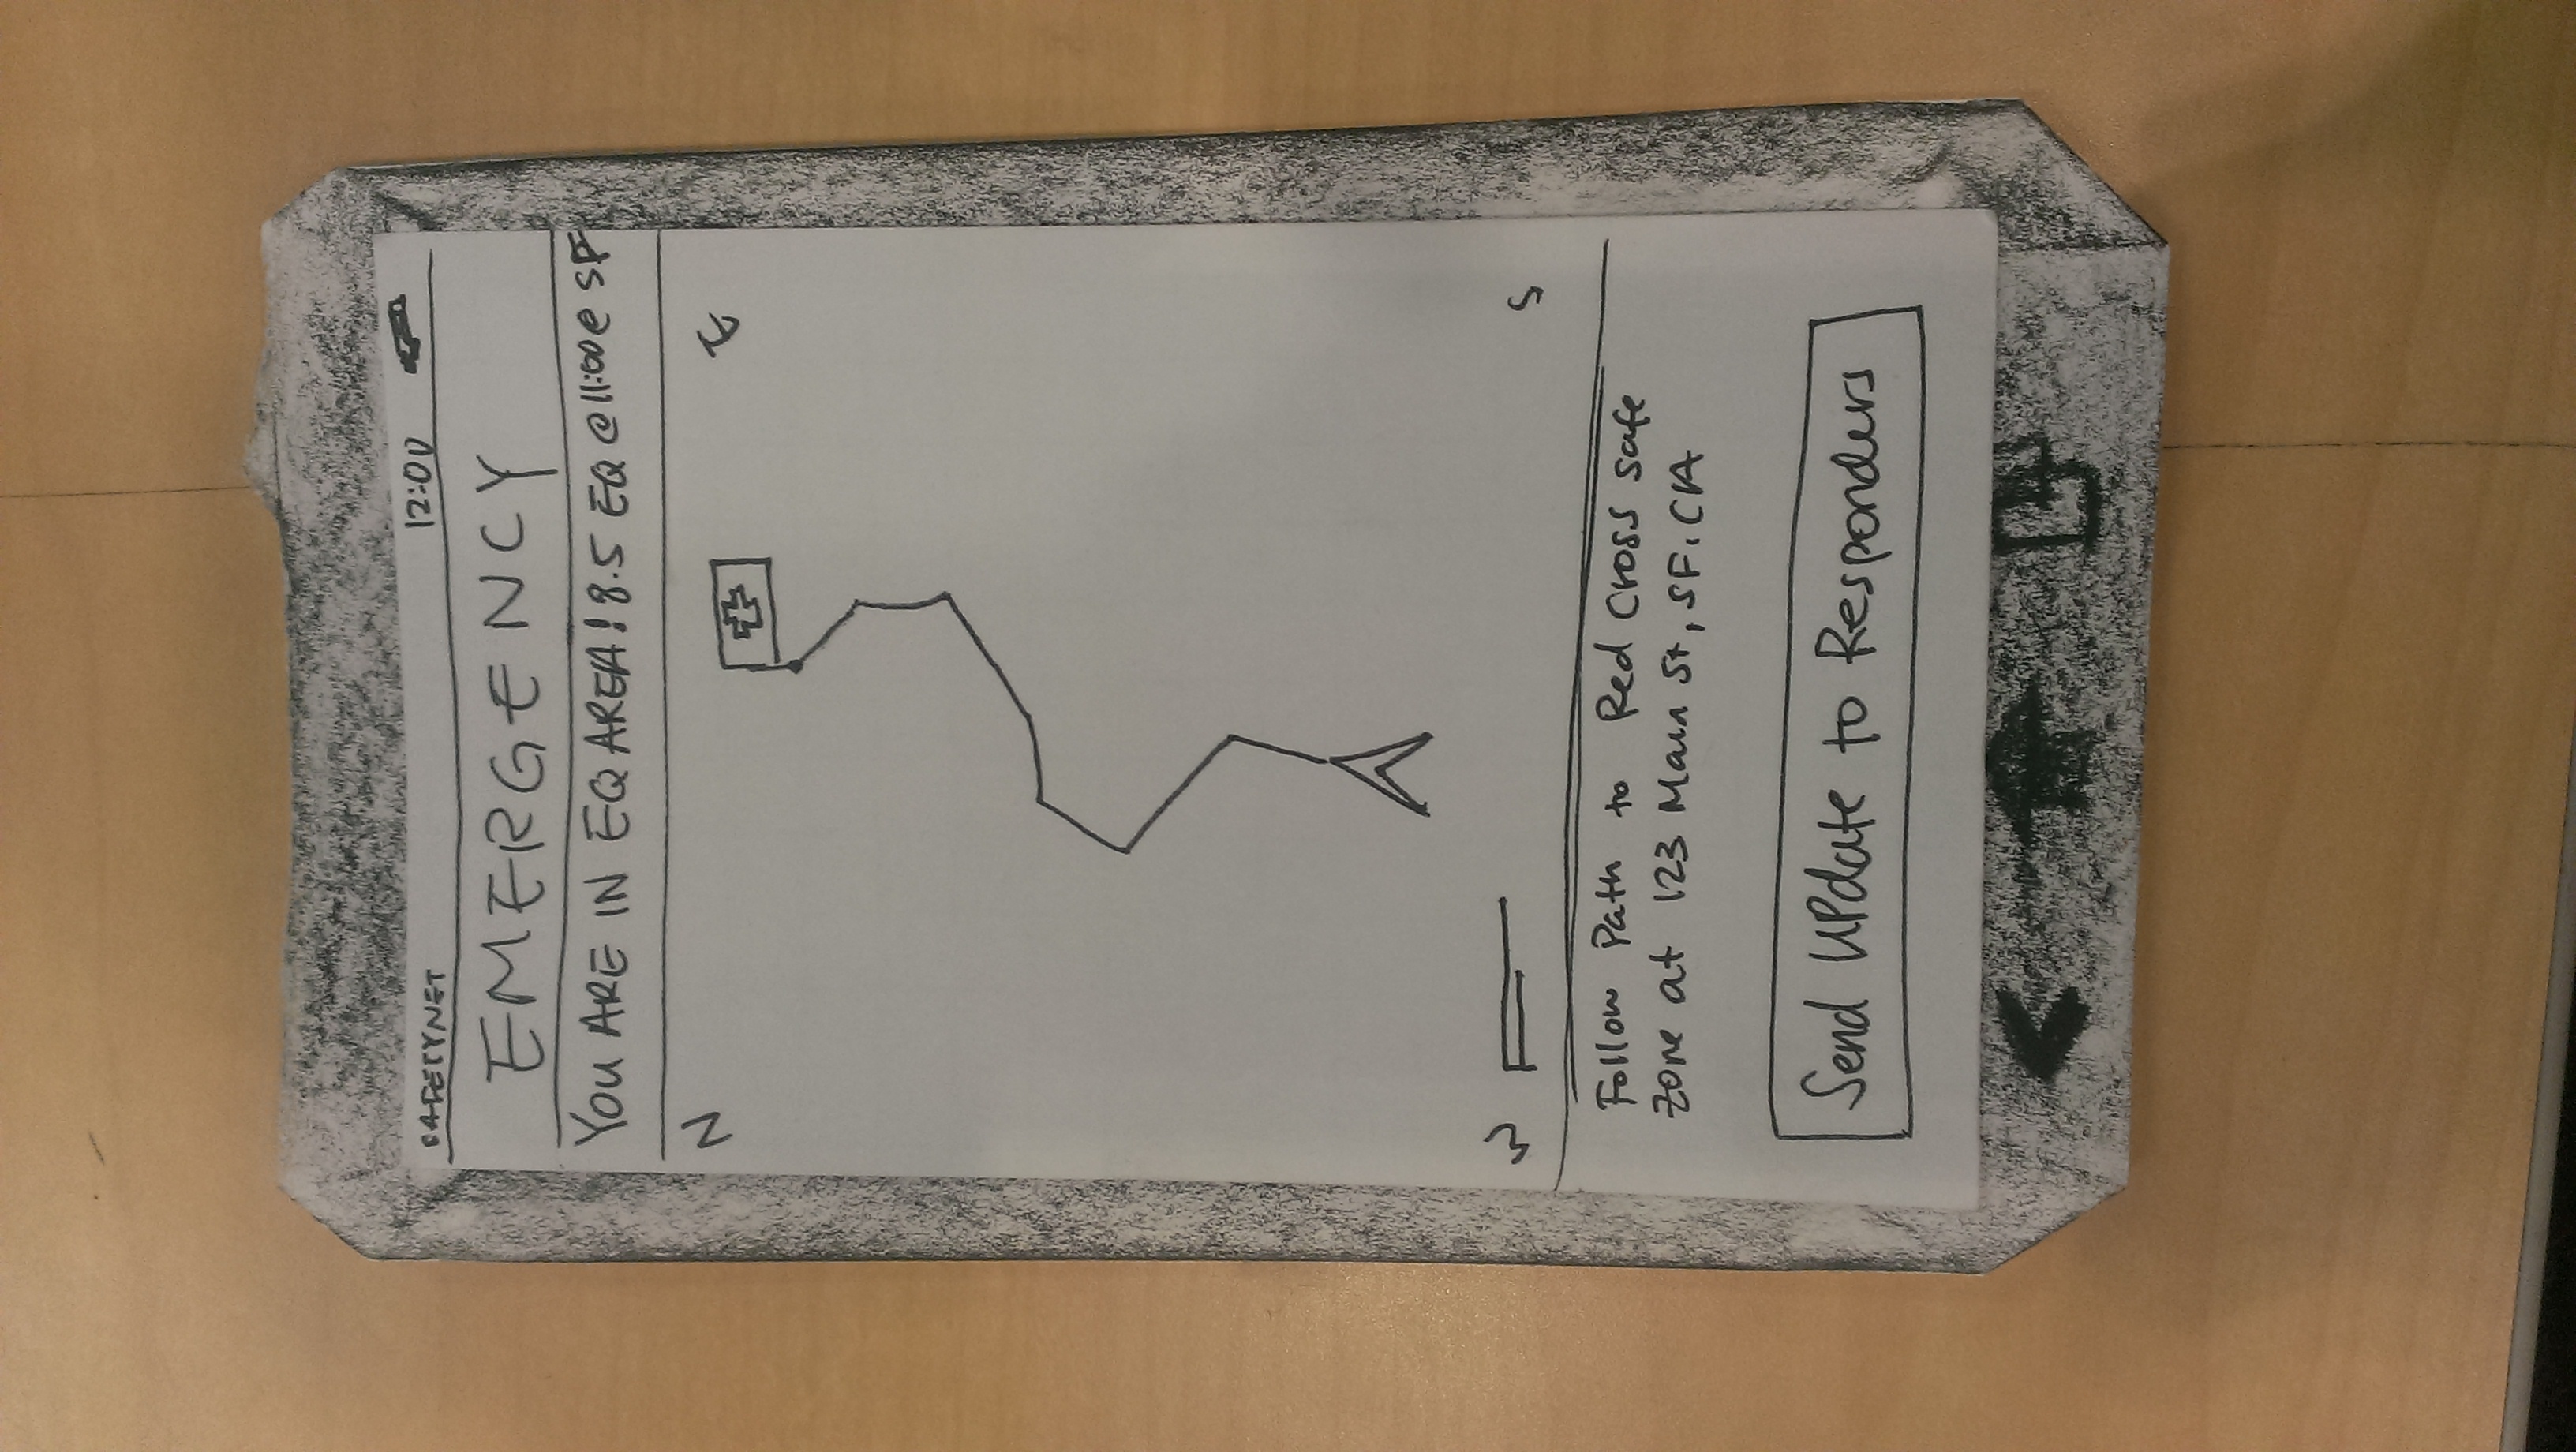 SAFETYNET 12:00
EMERGENCY
YOU ARE IN EQ AREA! 8.5 EQ @ 11:00 @ SF
N E
W S
Follow Path to Red Cross Safe
Zone at 123 Main St, SF, CA
Send UPdate to Responders